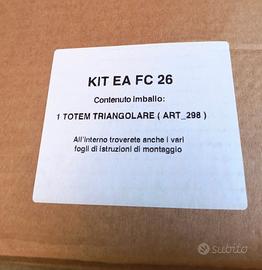 KIT EA FC 26
Contenuto imballo:
1 TOTEM TRIANGOLARE ( ART_298 )
All'interno troverete anche i vari
fogli di istruzioni di montaggio
subito